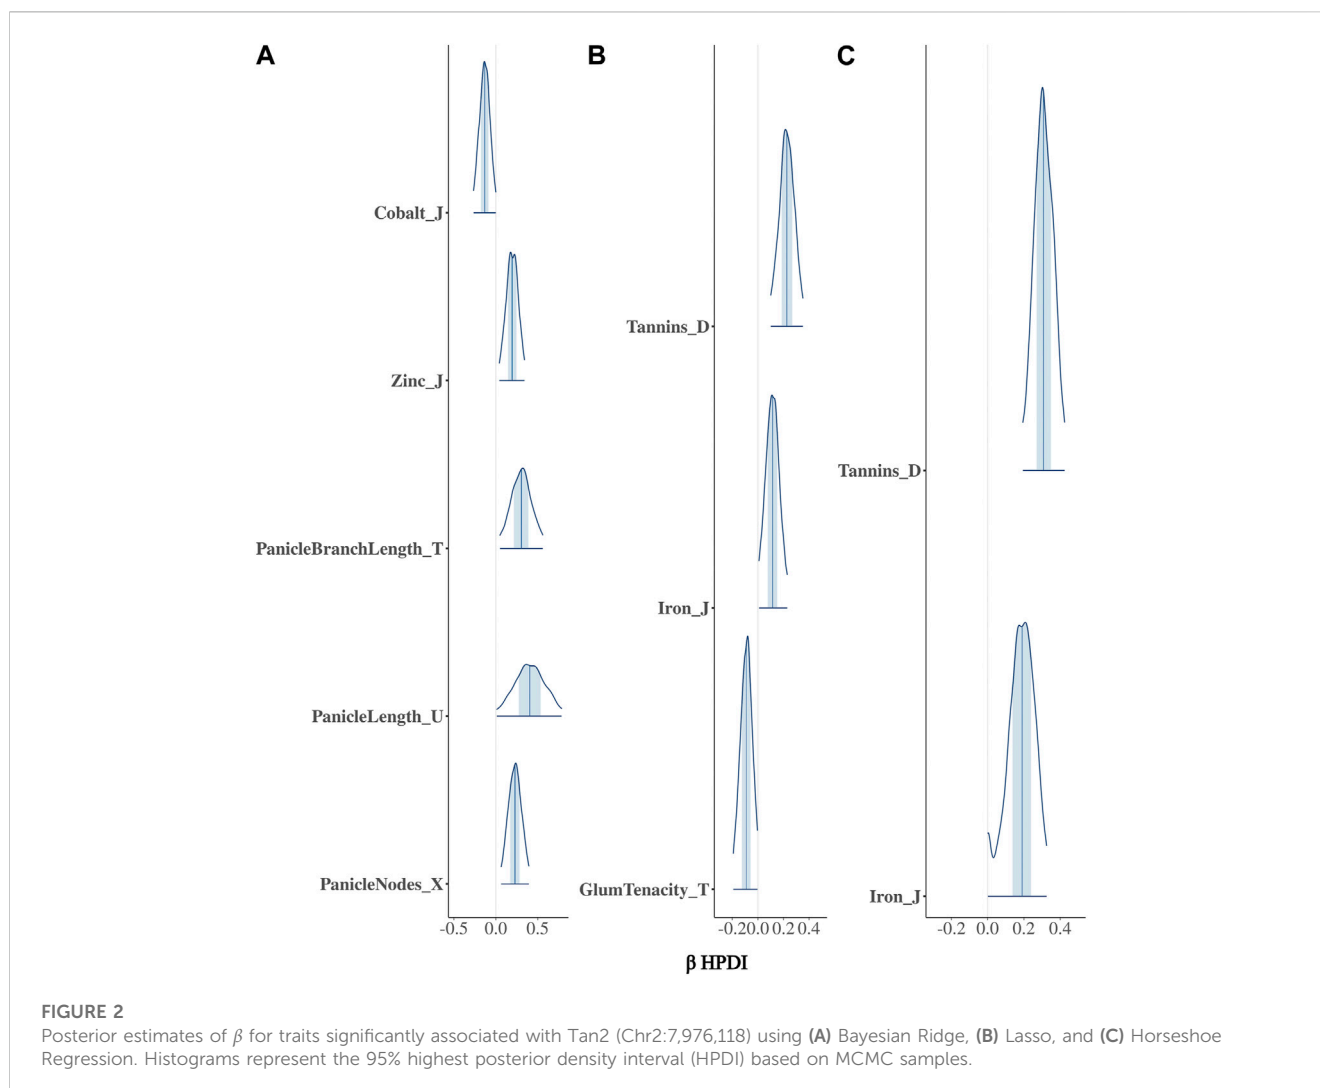 A
Cobalt_J
Zinc_J
PanicleBranchLength_T
PanicleLength_U
PanicleNodes_X
-0.5 0.0 0.5
B
Tannins_D
Iron_J
GlumTenacity_T
-0.20.00.20.4
C
Tannins_D
Iron_J
-0.2 0.0 0.2 0.4
β HPDI
FIGURE 2
Posterior estimates of β for traits significantly associated with Tan2 (Chr2:7,976,118) using (A) Bayesian Ridge, (B) Lasso, and (C) Horseshoe
Regression. Histograms represent the 95% highest posterior density interval (HPDI) based on MCMC samples.